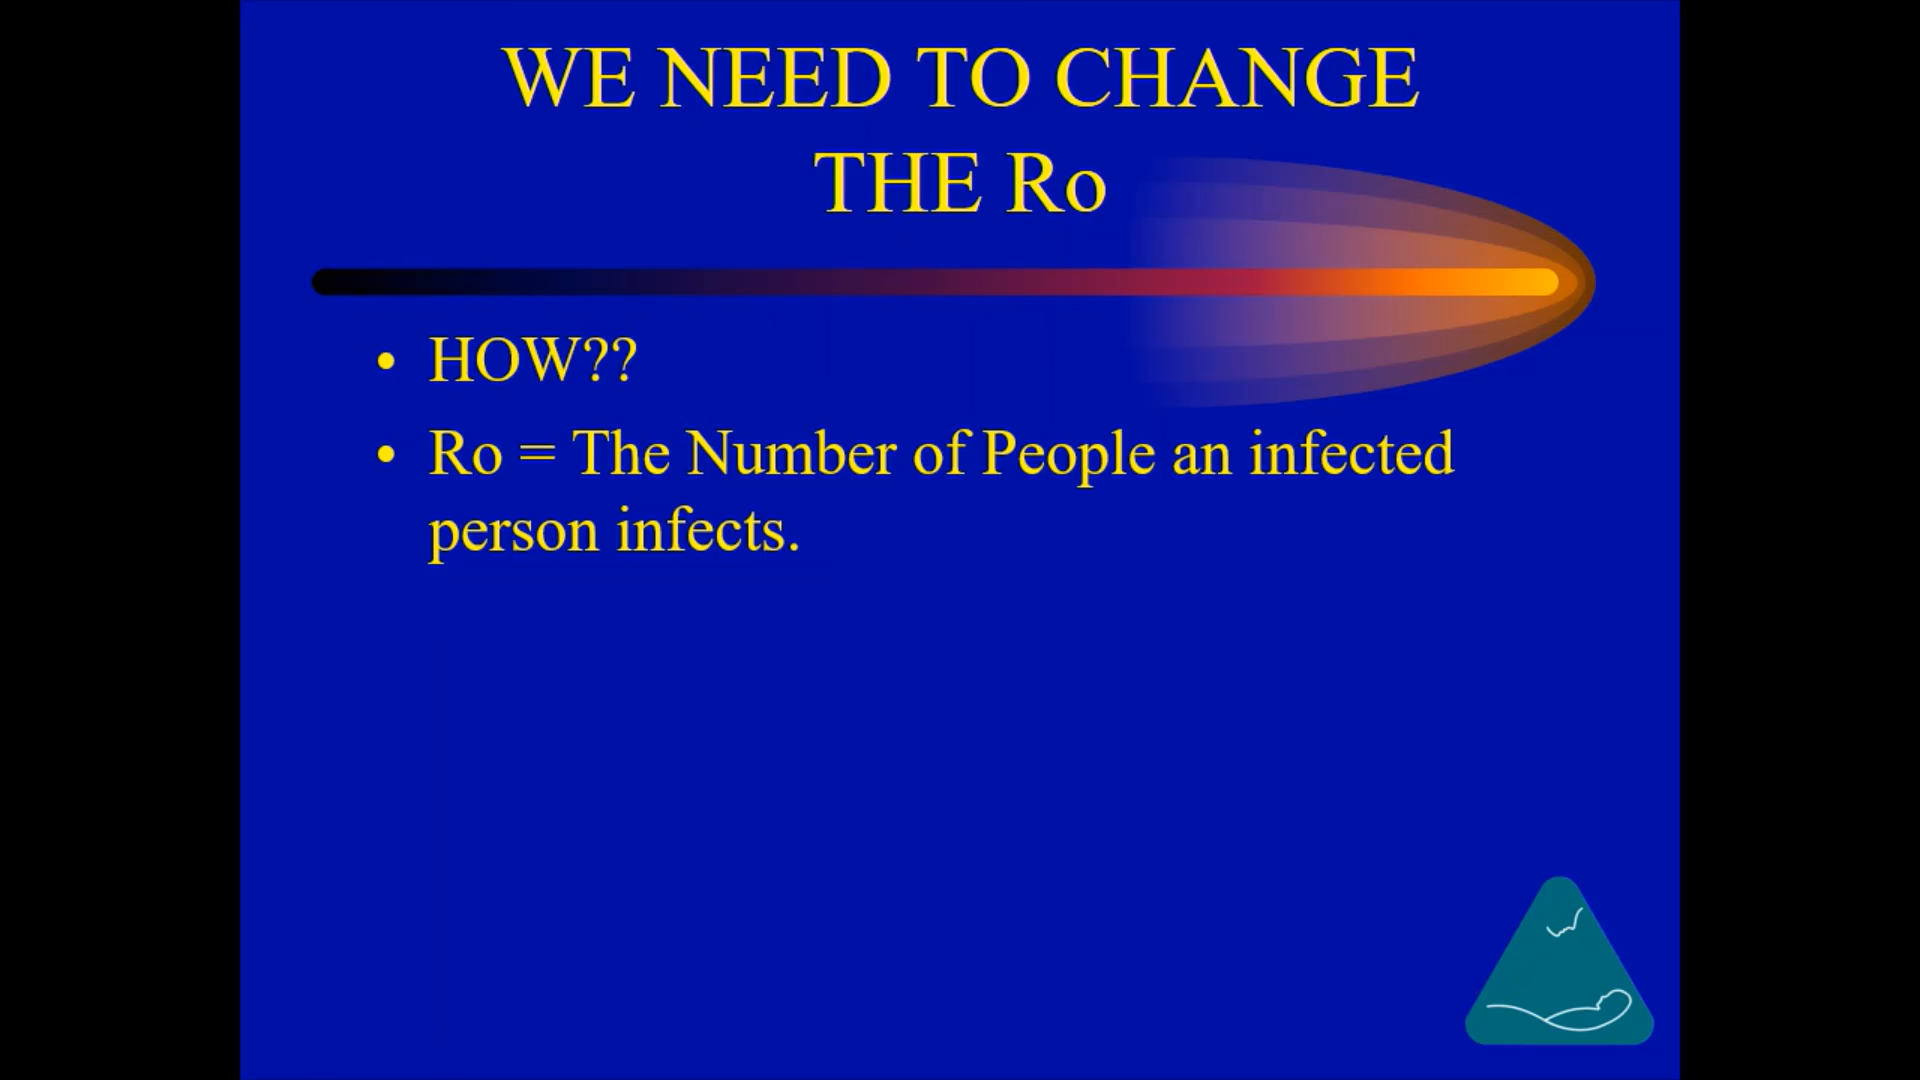 WE NEED TO CHANGE
THE Ro
• HOW??
• Ro = The Number of People an infected
person infects.